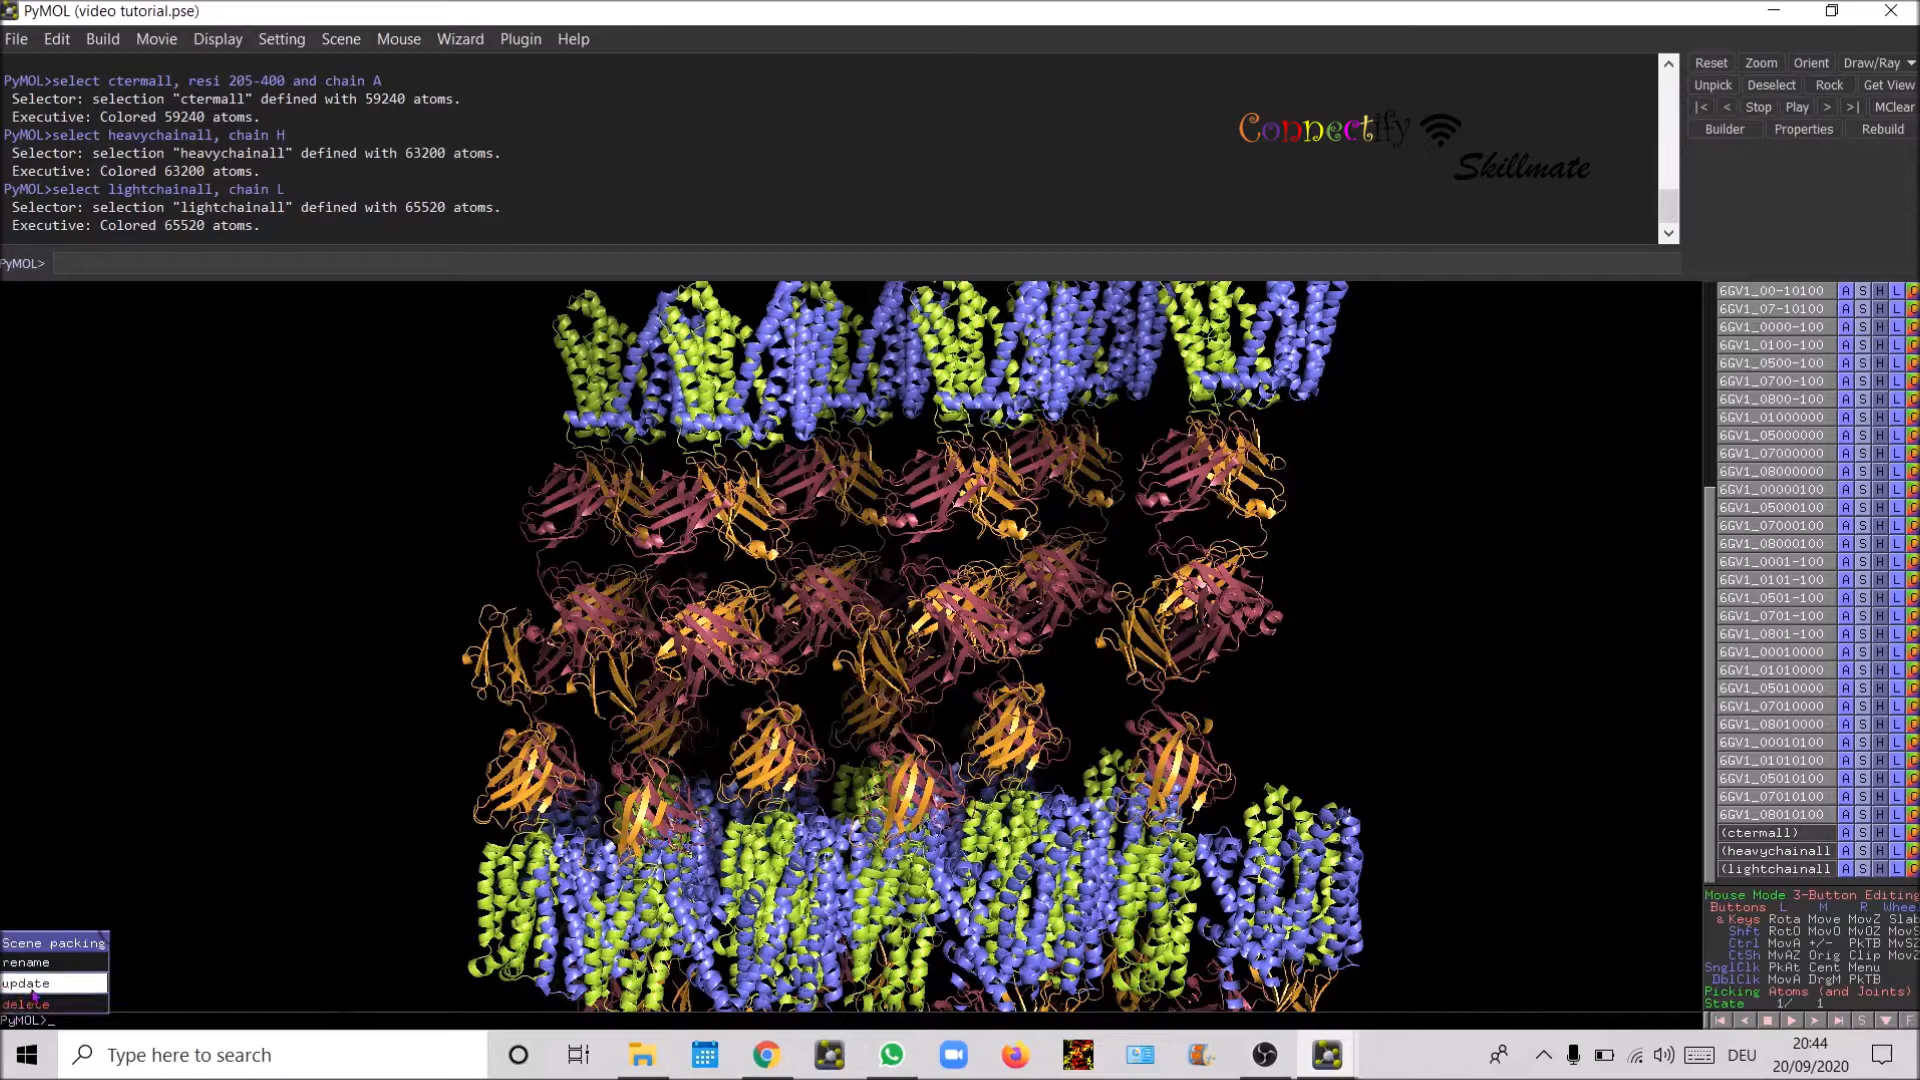 PyMOL (video tutorial.pse)
File Edit Build Movie Display Setting Scene Mouse Wizard Plugin Help
PyMOL>select ctermall, resi 205-400 and chain A
Selector: selection "ctermall" defined with 59240 atoms.
Executive: Colored 59240 atoms.
PyMOL>select heavychainall, chain H
Selector: selection "heavychainall" defined with 63200 atoms.
Executive: Colored 63200 atoms.
PyMOL>select lightchainall, chain L
Selector: selection "lightchainall" defined with 65520 atoms.
Executive: Colored 65520 atoms.
PyMOL>
Connectify
Skillmate
Reset Zoom Orient Draw/Ray
Unpick Deselect Rock Get View
|< < Stop Play > >| MClear
Builder Properties Rebuild
6GV1_00-10100 A S H L C
6GV1_07-10100 A S H L C
6GV1_0000-100 A S H L C
6GV1_0100-100 A S H L C
6GV1_0500-100 A S H L C
6GV1_0700-100 A S H L C
6GV1_0800-100 A S H L C
6GV1_01000000 A S H L C
6GV1_05000000 A S H L C
6GV1_07000000 A S H L C
6GV1_08000000 A S H L C
6GV1_00000100 A S H L C
6GV1_05000100 A S H L C
6GV1_07000100 A S H L C
6GV1_08000100 A S H L C
6GV1_0001-100 A S H L C
6GV1_0101-100 A S H L C
6GV1_0501-100 A S H L C
6GV1_0701-100 A S H L C
6GV1_0801-100 A S H L C
6GV1_00010000 A S H L C
6GV1_01010000 A S H L C
6GV1_05010000 A S H L C
6GV1_07010000 A S H L C
6GV1_08010000 A S H L C
6GV1_00010100 A S H L C
6GV1_01010100 A S H L C
6GV1_05010100 A S H L C
6GV1_07010100 A S H L C
6GV1_08010100 A S H L C
(ctermall) A S H L C
(heavychainall A S H L C
(lightchainall A S H L C
Mouse Mode 3-Button Editing
Buttons L M R Wheel
& Keys Rota Move MovZ Slab
Shft RotO MovO MvOZ MovS
Ctrl MovA +/- PkTB MvSZ
CtSh MvAZ Orig Clip MovZ
SnglClk PkAt Cent Menu
DblClk MovA DrgM PkTB
Picking Atoms (and Joints)
State 1/ 1
S F
Scene packing
rename
update
delete
PyMOL>_
Type here to search
DEU
20:44
20/09/2020